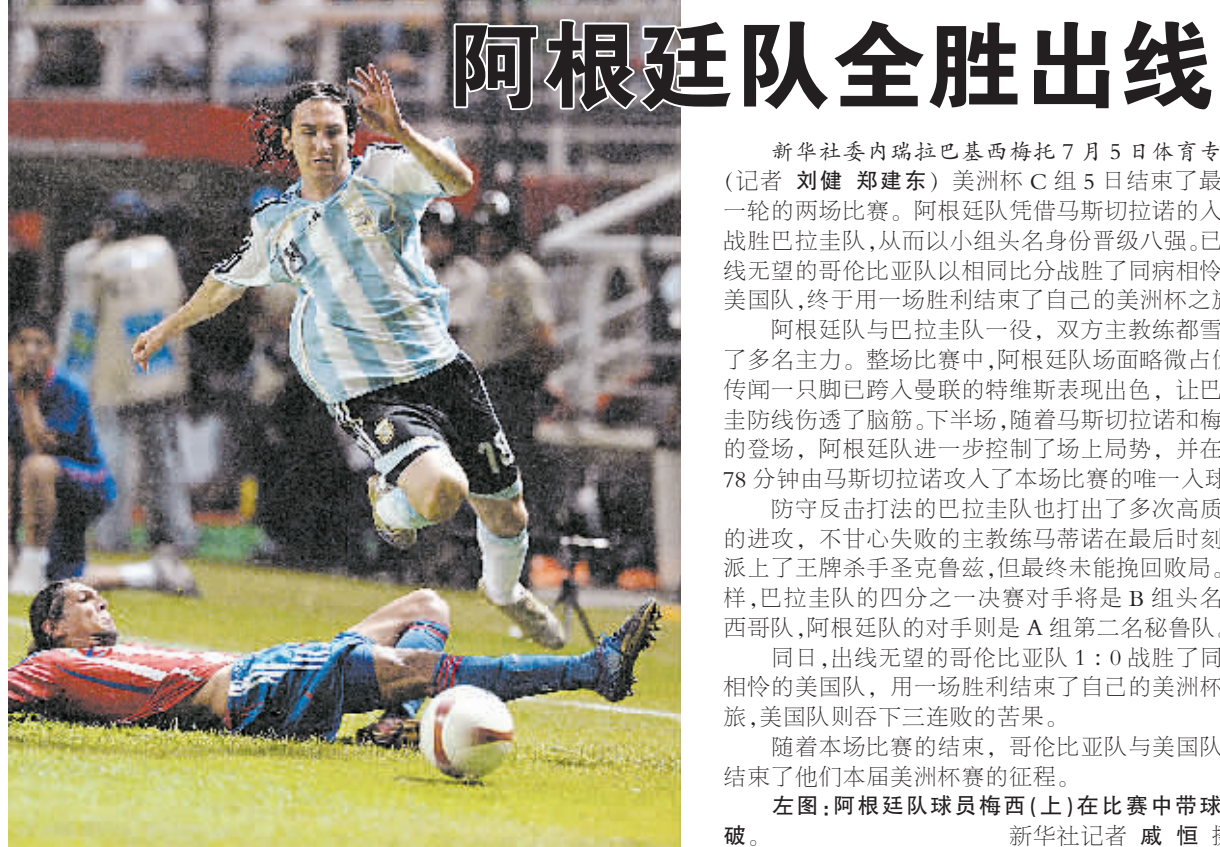 阿根廷队全胜出线
新华社委内瑞拉巴基西梅托7月5日体育专
(记者 刘健 郑建东) 美洲杯C组5日结束了最
一轮的两场比赛。阿根廷队凭借马斯切拉诺的入
战胜巴拉圭队,从而以小组头名身份晋级八强。已
线无望的哥伦比亚队以相同比分战胜了同病相怜
美国队,终于用一场胜利结束了自己的美洲杯之
阿根廷队与巴拉圭队一役，双方主教练都雪
了多名主力。整场比赛中,阿根廷队场面略微占
传闻一只脚已跨入曼联的特维斯表现出色，让巴
圭防线伤透了脑筋。下半场,随着马斯切拉诺和梅
的登场，阿根廷队进一步控制了场上局势，并在
78分钟由马斯切拉诺攻入了本场比赛的唯一入球
防守反击打法的巴拉圭队也打出了多次高质
的进攻，不甘心失败的主教练马蒂诺在最后时刻
派上了王牌杀手圣克鲁兹,但最终未能挽回败局。
样,巴拉圭队的四分之一决赛对手将是B组头名
西哥队,阿根廷队的对手则是A组第二名秘鲁队。
同日,出线无望的哥伦比亚队1：0战胜了同
相怜的美国队，用一场胜利结束了自己的美洲杯
旅,美国队则吞下三连败的苦果。
随着本场比赛的结束，哥伦比亚队与美国队
结束了他们本届美洲杯赛的征程。
左图:阿根廷队球员梅西(上)在比赛中带球
破。 新华社记者 戚 恒
18